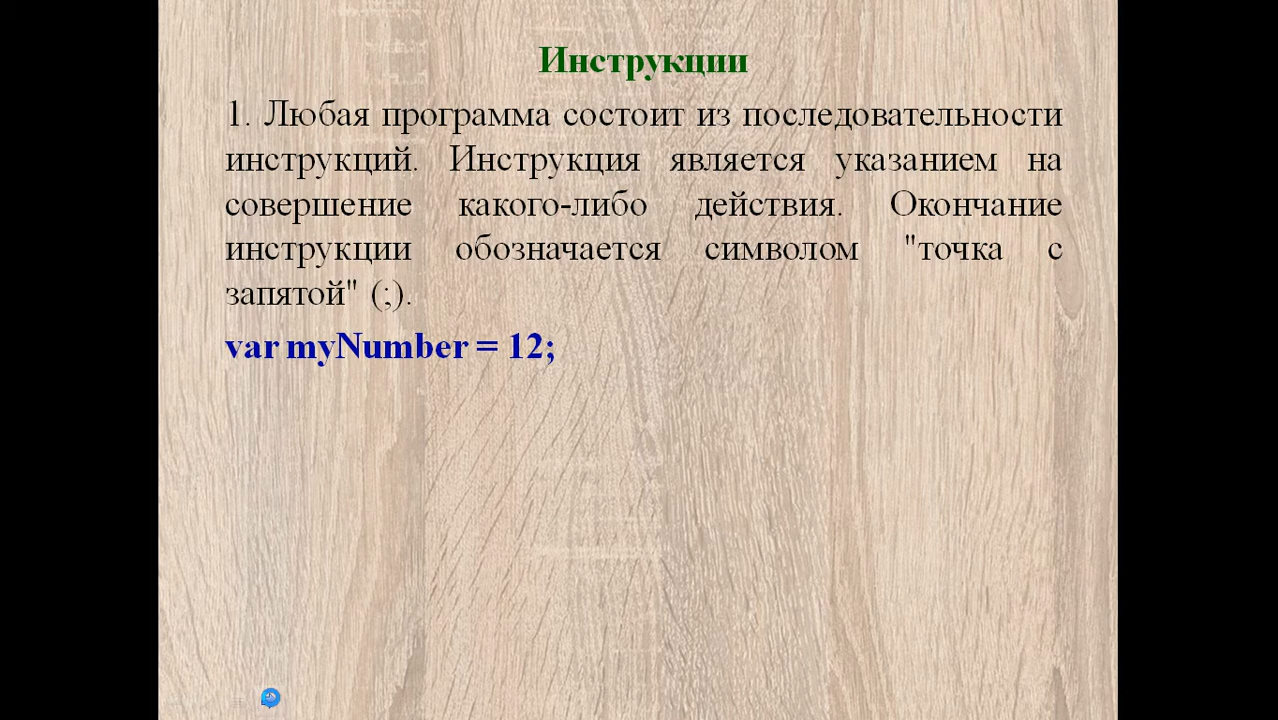 Инструкции
1. Любая программа состоит из последовательности
инструкций. Инструкция является указанием на
совершение какого-либо действия. Окончание
инструкции обозначается символом "точка с
запятой" (;).
var myNumber = 12;